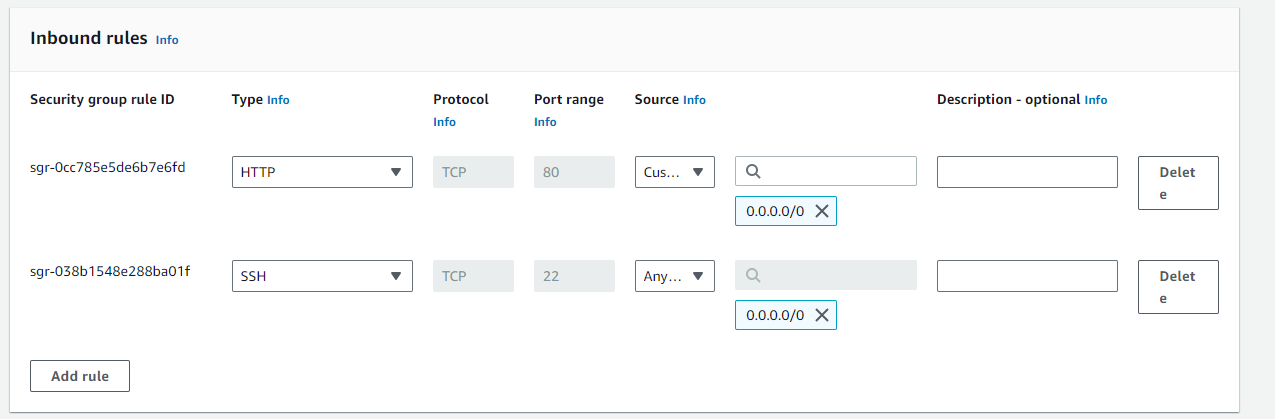 Inbound rules Info
Security group rule ID Type Info Protocol Info Port range Info Source Info Description - optional Info
sgr-0cc785e5de6b7e6fd HTTP TCP 80 Cus... Delet
e
0.0.0.0/0
sgr-038b1548e288ba01f SSH TCP 22 Any... Delet
e
0.0.0.0/0
Add rule